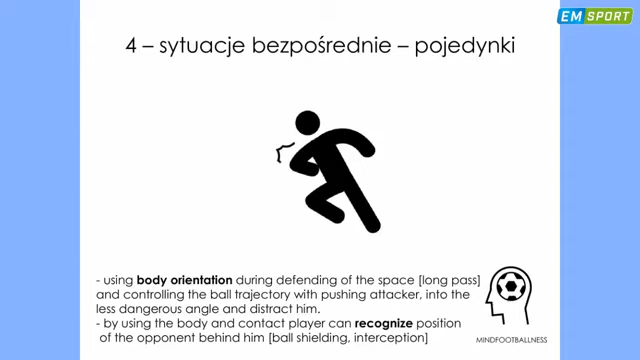 EM SPORT
4 – sytuacje bezpośrednie – pojedynki
- using body orientation during defending of the space [long pass]
and controlling the ball trajectory with pushing attacker, into the
less dangerous angle and distract him.
- by using the body and contact player can recognize position
of the opponent behind him [ball shielding, interception]
MINDFOOTBALLNESS